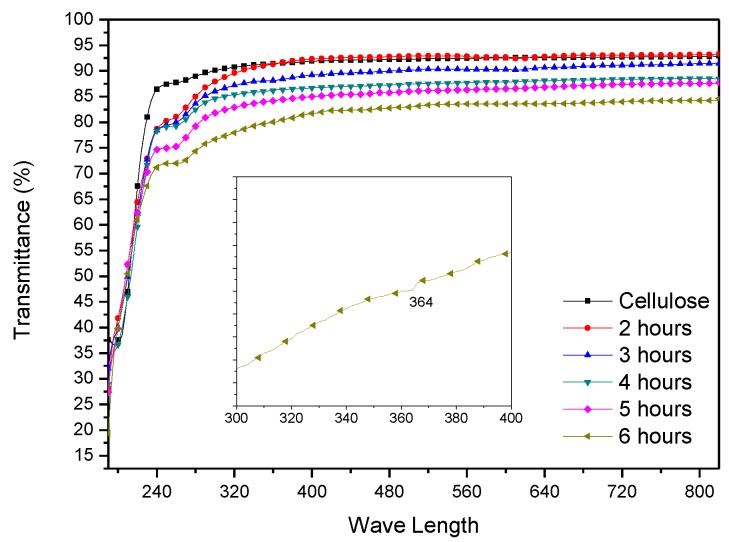 100
95
90
85
80
75
70
65
60
55
50
45
40
35
30
25
20
15
Transmittance (%)
364
300 320 340 360 380 400
Cellulose
2 hours
3 hours
4 hours
5 hours
6 hours
240 320 400 480 560 640 720 800
Wave Length